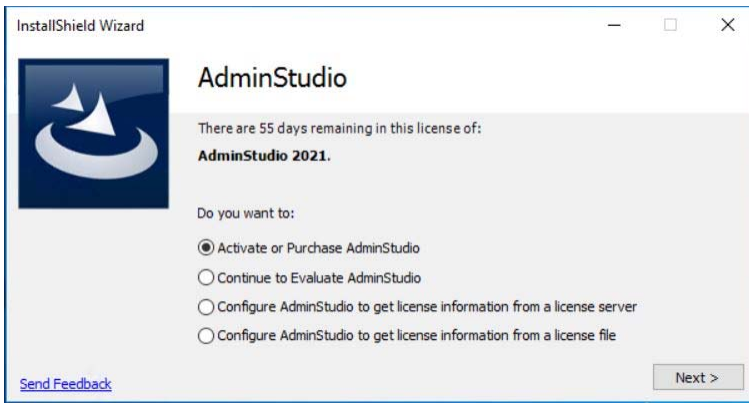 InstallShield Wizard
AdminStudio
There are 55 days remaining in this license of:
AdminStudio 2021.
Do you want to:
Activate or Purchase AdminStudio
Continue to Evaluate AdminStudio
Configure AdminStudio to get license information from a license server
Configure AdminStudio to get license information from a license file
Send Feedback
Next >